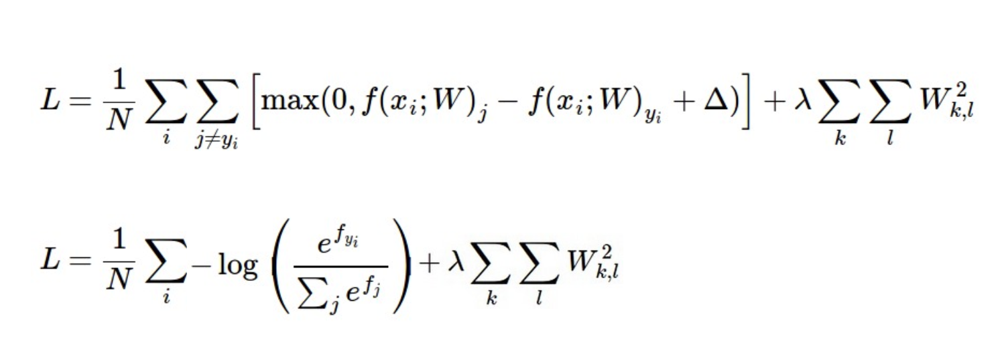 L = \frac{1}{N} \sum_i \sum_{j \neq y_i} \left[ \max(0, f(x_i; W)_j - f(x_i; W)_{y_i} + \Delta) \right] + \lambda \sum_k \sum_l W_{k,l}^2
L = \frac{1}{N} \sum_i - \log \left( \frac{e^{f_{y_i}}}{\sum_j e^{f_j}} \right) + \lambda \sum_k \sum_l W_{k,l}^2